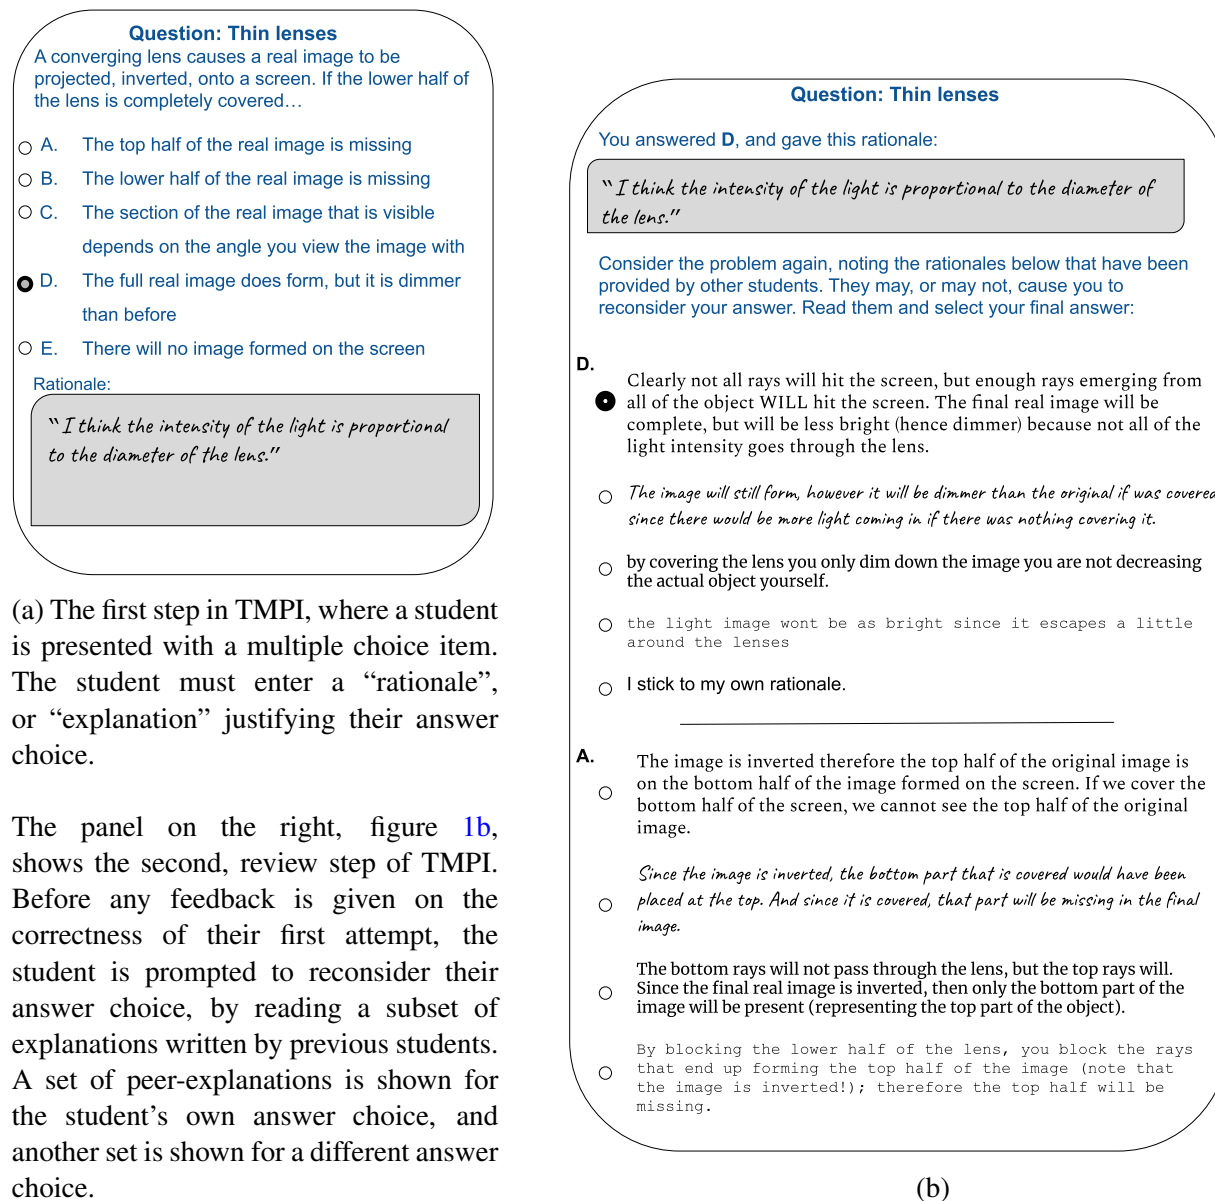 Question: Thin lenses
A converging lens causes a real image to be
projected, inverted, onto a screen. If the lower half of
the lens is completely covered…
A. The top half of the real image is missing
B. The lower half of the real image is missing
C. The section of the real image that is visible
depends on the angle you view the image with
D. The full real image does form, but it is dimmer
than before
E. There will no image formed on the screen
Rationale:
“I think the intensity of the light is proportional
to the diameter of the lens.”
(a) The first step in TMPI, where a student
is presented with a multiple choice item.
The student must enter a “rationale”,
or “explanation” justifying their answer
choice.
The panel on the right, figure 1b,
shows the second, review step of TMPI.
Before any feedback is given on the
correctness of their first attempt, the
student is prompted to reconsider their
answer choice, by reading a subset of
explanations written by previous students.
A set of peer-explanations is shown for
the student’s own answer choice, and
another set is shown for a different answer
choice.
Question: Thin lenses
You answered D, and gave this rationale:
“I think the intensity of the light is proportional to the diameter of
the lens.”
Consider the problem again, noting the rationales below that have been
provided by other students. They may, or may not, cause you to
reconsider your answer. Read them and select your final answer:
D.
Clearly not all rays will hit the screen, but enough rays emerging from
all of the object WILL hit the screen. The final real image will be
complete, but will be less bright (hence dimmer) because not all of the
light intensity goes through the lens.
The image will still form, however it will be dimmer than the original if was covered
since there would be more light coming in if there was nothing covering it.
by covering the lens you only dim down the image you are not decreasing
the actual object yourself.
the light image wont be as bright since it escapes a little
around the lenses
I stick to my own rationale.
A.
The image is inverted therefore the top half of the original image is
on the bottom half of the image formed on the screen. If we cover the
bottom half of the screen, we cannot see the top half of the original
image.
Since the image is inverted, the bottom part that is covered would have been
placed at the top. And since it is covered, that part will be missing in the final
image.
The bottom rays will not pass through the lens, but the top rays will.
Since the final real image is inverted, then only the bottom part of the
image will be present (representing the top part of the object).
By blocking the lower half of the lens, you block the rays
that end up forming the top half of the image (note that
the image is inverted!); therefore the top half will be
missing.
(b)